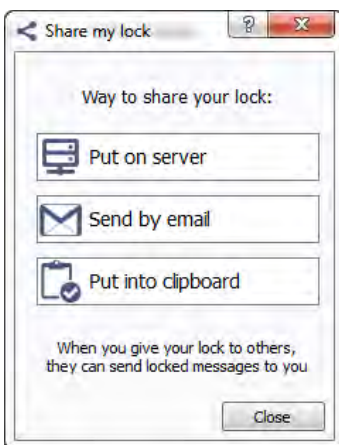 Share my lock
Way to share your lock:
Put on server
Send by email
Put into clipboard
When you give your lock to others,
they can send locked messages to you
Close